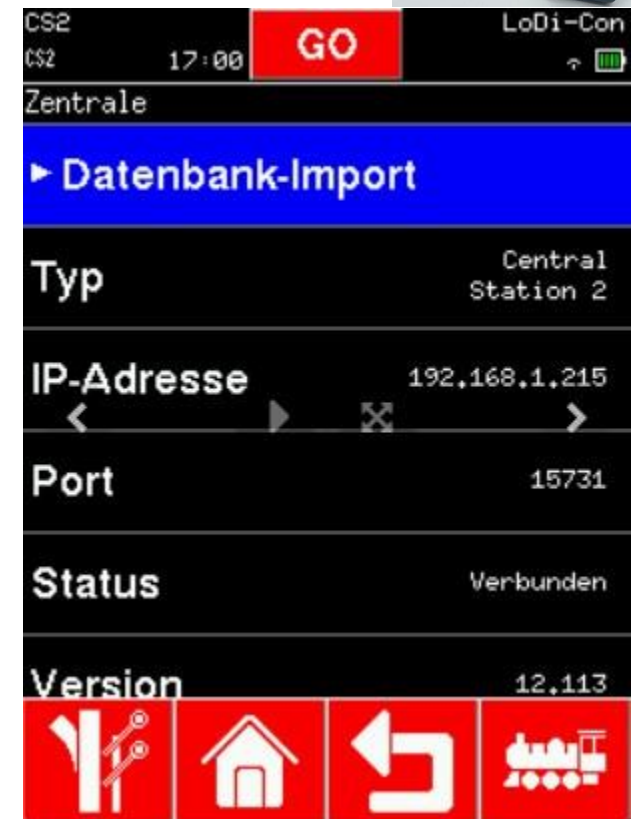 CS2
GO
LoDi-Con
CS2
17:00
Zentrale
Datenbank-Import
Typ
Central
Station 2
IP-Adresse
192.168.1.215
Port
15731
Status
Verbunden
Version
12.113